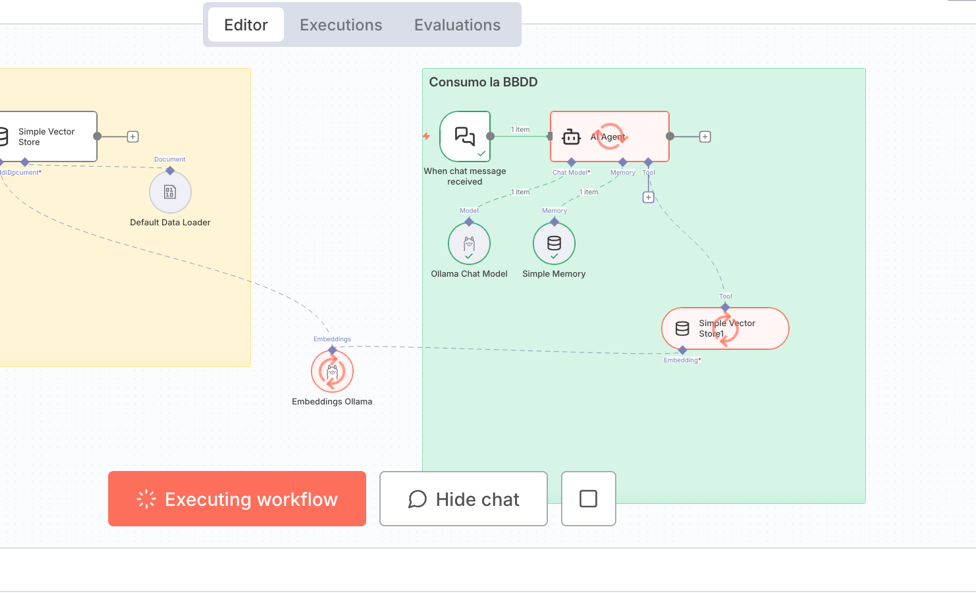 Editor
Executions
Evaluations
Consumo la BBDD
Simple Vector
Store
Document
Default Data Loader
When chat message
received
1 item
AI Agent
Chat Model*
Memory
Tool
1 item
1 item
Model
Memory
Ollama Chat Model
Simple Memory
Tool
Simple Vector
Store1
Embedding*
Embeddings
Embeddings Ollama
Executing workflow
Hide chat